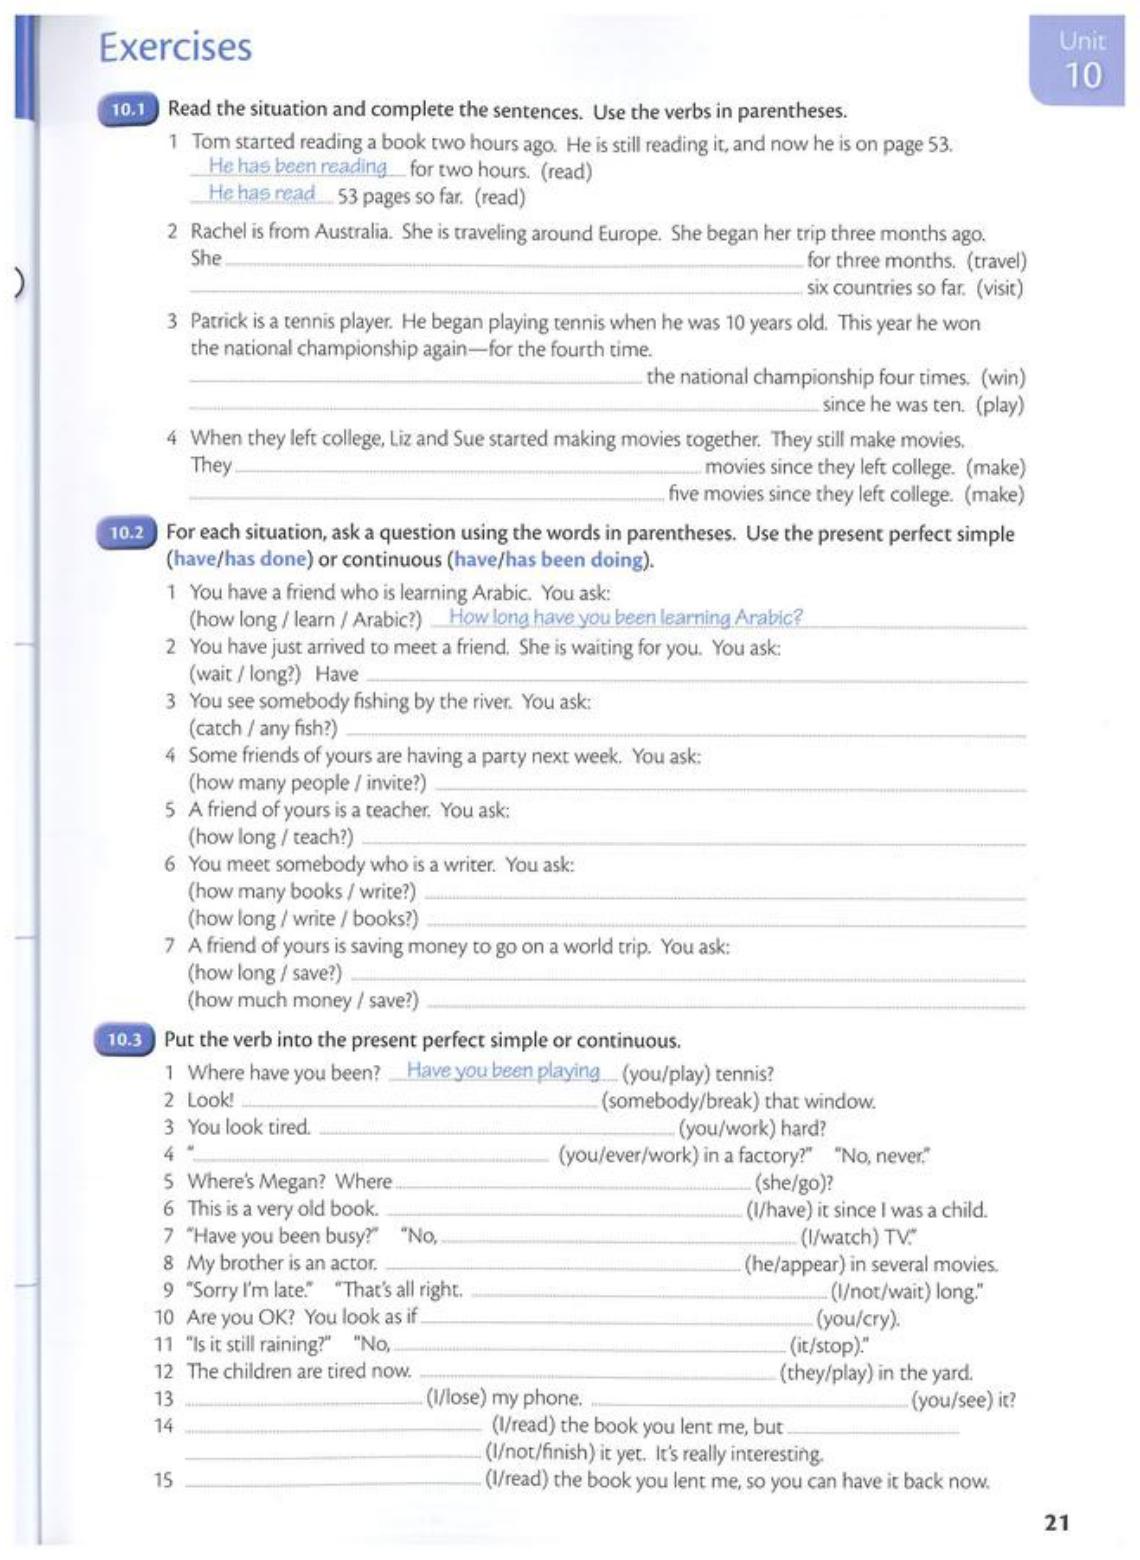 Exercises
Unit
10
10.1 Read the situation and complete the sentences. Use the verbs in parentheses.
1 Tom started reading a book two hours ago. He is still reading it, and now he is on page 53.
He has been reading for two hours. (read)
He has read 53 pages so far. (read)
2 Rachel is from Australia. She is traveling around Europe. She began her trip three months ago.
She for three months. (travel)
six countries so far. (visit)
3 Patrick is a tennis player. He began playing tennis when he was 10 years old. This year he won
the national championship again—for the fourth time.
the national championship four times. (win)
since he was ten. (play)
4 When they left college, Liz and Sue started making movies together. They still make movies.
They movies since they left college. (make)
five movies since they left college. (make)
10.2 For each situation, ask a question using the words in parentheses. Use the present perfect simple
(have/has done) or continuous (have/has been doing).
1 You have a friend who is learning Arabic. You ask:
(how long / learn / Arabic?) How long have you been learning Arabic?
2 You have just arrived to meet a friend. She is waiting for you. You ask:
(wait / long?) Have
3 You see somebody fishing by the river. You ask:
(catch / any fish?)
4 Some friends of yours are having a party next week. You ask:
(how many people / invite?)
5 A friend of yours is a teacher. You ask:
(how long / teach?)
6 You meet somebody who is a writer. You ask:
(how many books / write?)
(how long / write / books?)
7 A friend of yours is saving money to go on a world trip. You ask:
(how long / save?)
(how much money / save?)
10.3 Put the verb into the present perfect simple or continuous.
1 Where have you been? Have you been playing (you/play) tennis?
2 Look! (somebody/break) that window.
3 You look tired. (you/work) hard?
4 “ (you/ever/work) in a factory?” “No, never.”
5 Where’s Megan? Where (she/go)?
6 This is a very old book. (I/have) it since I was a child.
7 “Have you been busy?” “No, (I/watch) TV.”
8 My brother is an actor. (he/appear) in several movies.
9 “Sorry I’m late.” “That’s all right. (I/not/wait) long.”
10 Are you OK? You look as if (you/cry).
11 “Is it still raining?” “No, (it/stop).”
12 The children are tired now. (they/play) in the yard.
13 (I/lose) my phone. (you/see) it?
14 (I/read) the book you lent me, but
(I/not/finish) it yet. It’s really interesting.
15 (I/read) the book you lent me, so you can have it back now.
21